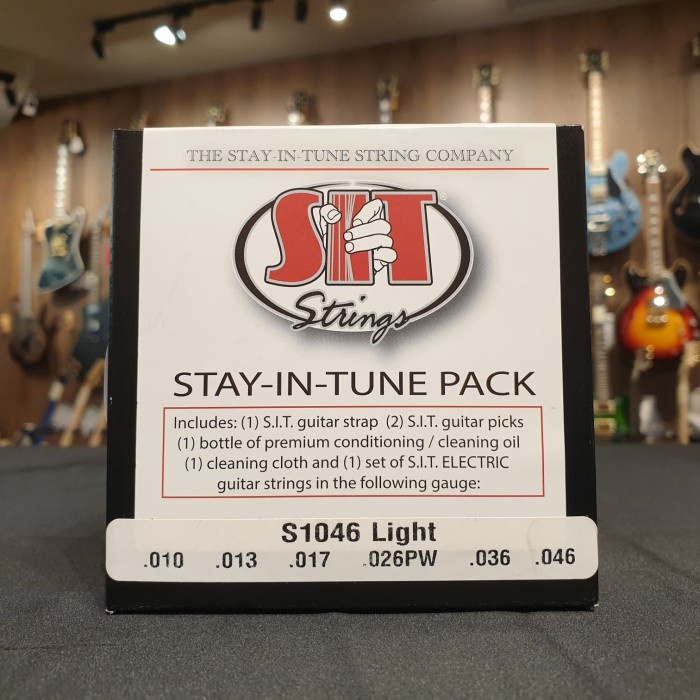 THE STAY-IN-TUNE STRING COMPANY
SIT
Strings
STAY-IN-TUNE PACK
Includes: (1) S.I.T. guitar strap (2) S.I.T. guitar picks
(1) bottle of premium conditioning / cleaning oil
(1) cleaning cloth and (1) set of S.I.T. ELECTRIC
guitar strings in the following gauge:
S1046 Light
.010 .013 .017 .026PW .036 .046